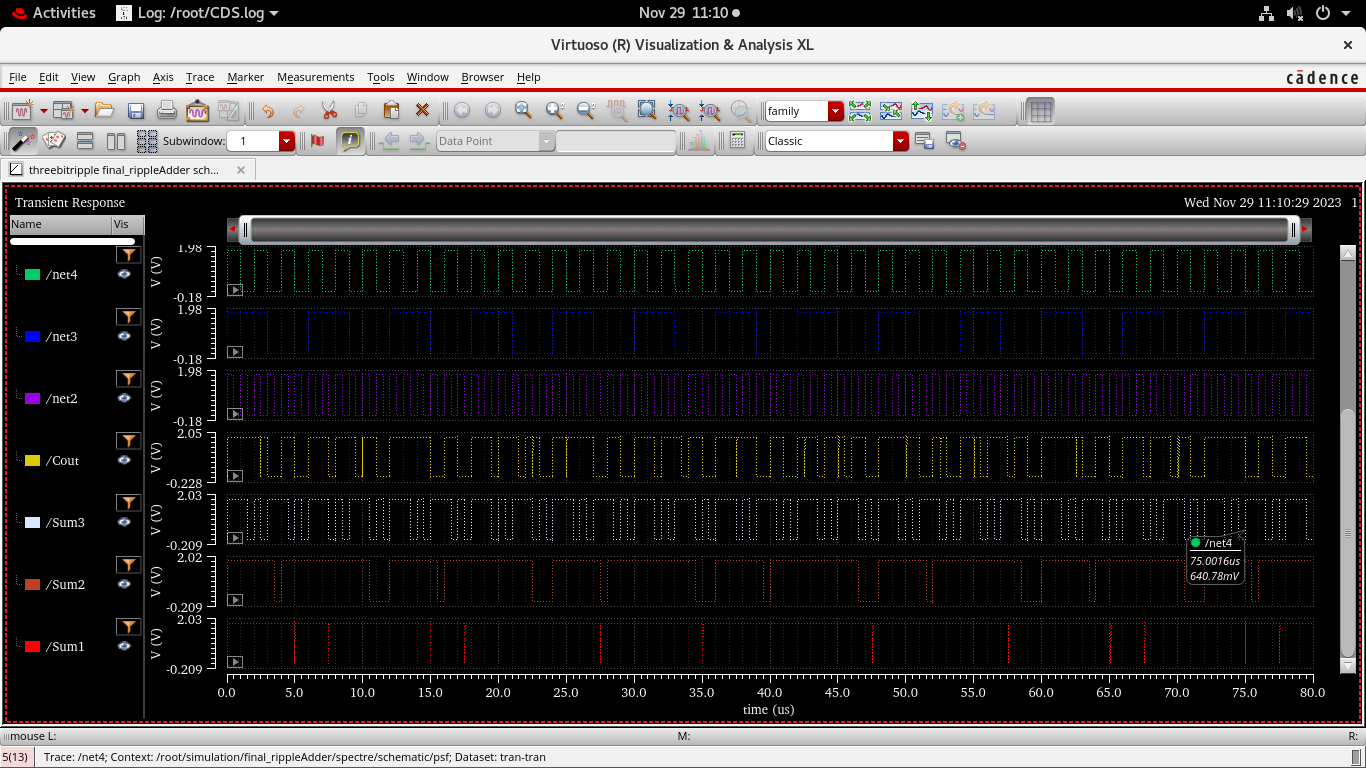 Activities Log: /root/CDS.log Nov 29 11:10
Virtuoso (R) Visualization & Analysis XL
File Edit View Graph Axis Trace Marker Measurements Tools Window Browser Help cādence
family
Subwindow: 1 Data Point Classic
threebitripple final_rippleAdder sch...
Transient Response Wed Nov 29 11:10:29 2023 1
Name Vis
/net4 V (V) 1.98 -0.18
/net3 V (V) 1.98 -0.18
/net2 V (V) 1.98 -0.18
/Cout V (V) 2.05 -0.228
/Sum3 V (V) 2.03 -0.209
/net4
75.0016us
640.78mV
/Sum2 V (V) 2.02 -0.209
/Sum1 V (V) 2.03 -0.209
0.0 5.0 10.0 15.0 20.0 25.0 30.0 35.0 40.0 45.0 50.0 55.0 60.0 65.0 70.0 75.0 80.0
time (us)
mouse L: M: R:
5(13) Trace: /net4; Context: /root/simulation/final_rippleAdder/spectre/schematic/psf; Dataset: tran-tran